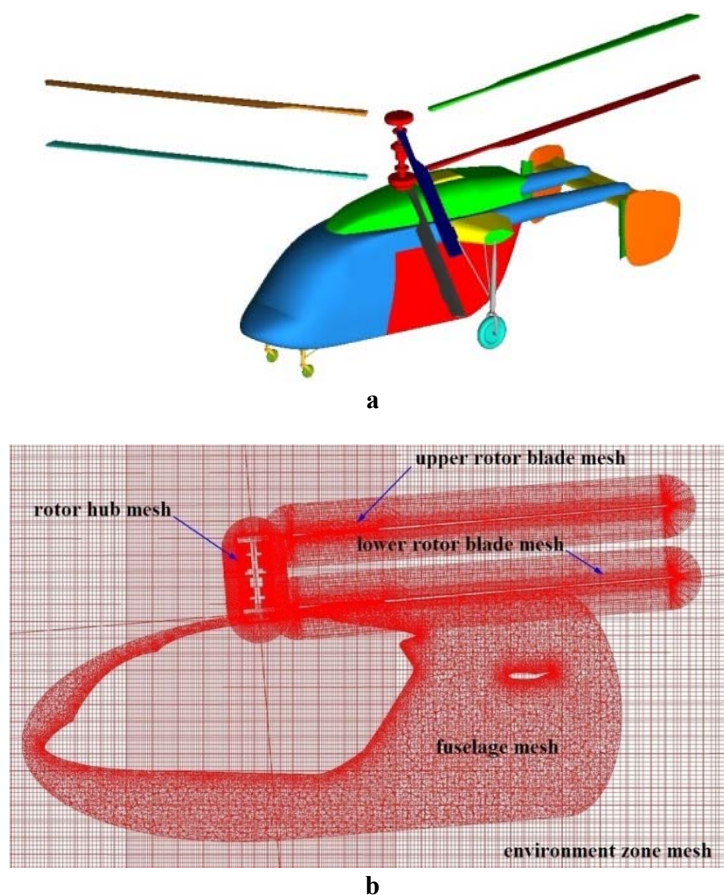 a
upper rotor blade mesh
rotor hub mesh
lower rotor blade mesh
fuselage mesh
environment zone mesh
b